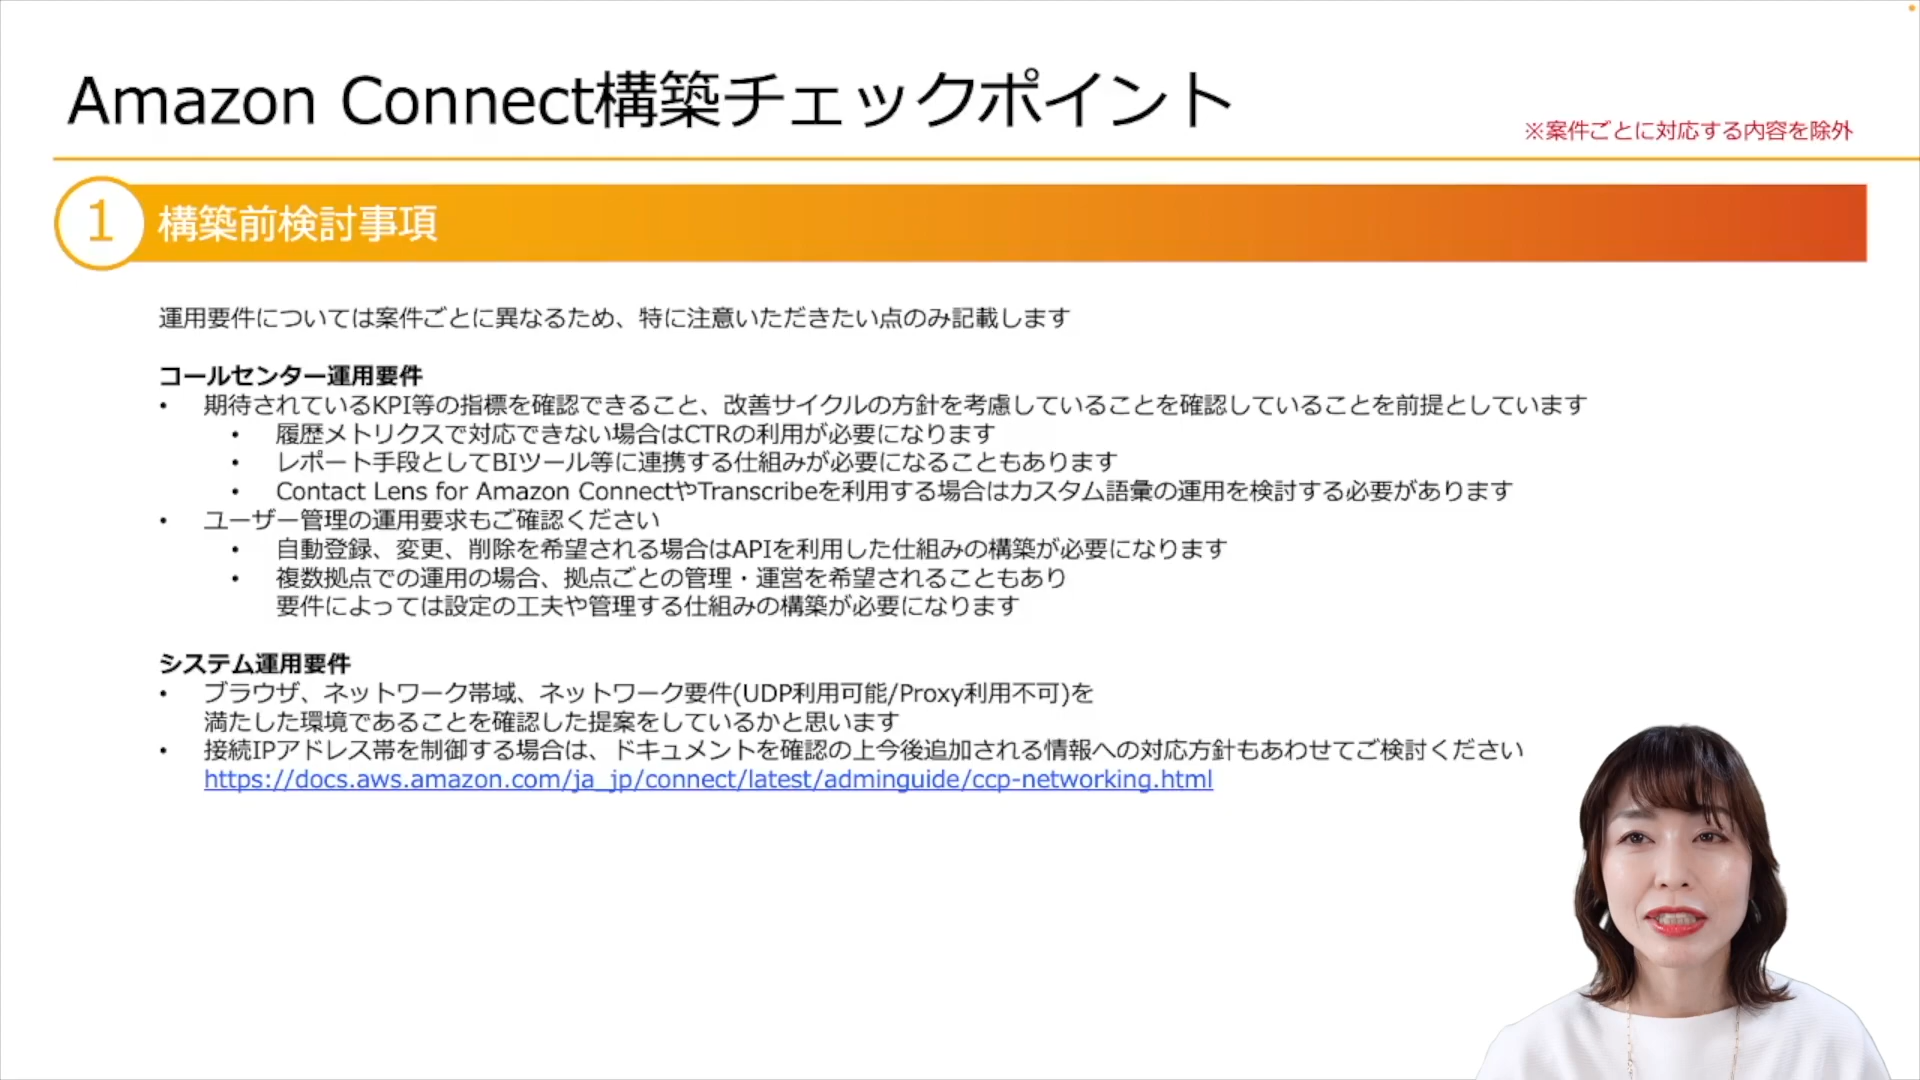 Amazon Connect構築チェックポイント
※案件ごとに対応する内容を除外
1 構築前検討事項
運用要件については案件ごとに異なるため、特に注意いただきたい点のみ記載します
コールセンター運用要件
• 期待されているKPI等の指標を確認できること、改善サイクルの方針を考慮していることを確認していることを前提としています
• 履歴メトリクスで対応できない場合はCTRの利用が必要になります
• レポート手段としてBIツール等に連携する仕組みが必要になることもあります
• Contact Lens for Amazon ConnectやTranscribeを利用する場合はカスタム語彙の運用を検討する必要があります
• ユーザー管理の運用要求もご確認ください
• 自動登録、変更、削除を希望される場合はAPIを利用した仕組みの構築が必要になります
• 複数拠点での運用の場合、拠点ごとの管理・運営を希望されることもあり
要件によっては設定の工夫や管理する仕組みの構築が必要になります
システム運用要件
• ブラウザ、ネットワーク帯域、ネットワーク要件(UDP利用可能/Proxy利用不可)を
満たした環境であることを確認した提案をしているかと思います
• 接続IPアドレス帯を制御する場合は、ドキュメントを確認の上今後追加される情報への対応方針もあわせてご検討ください
https://docs.aws.amazon.com/ja_jp/connect/latest/adminguide/ccp-networking.html